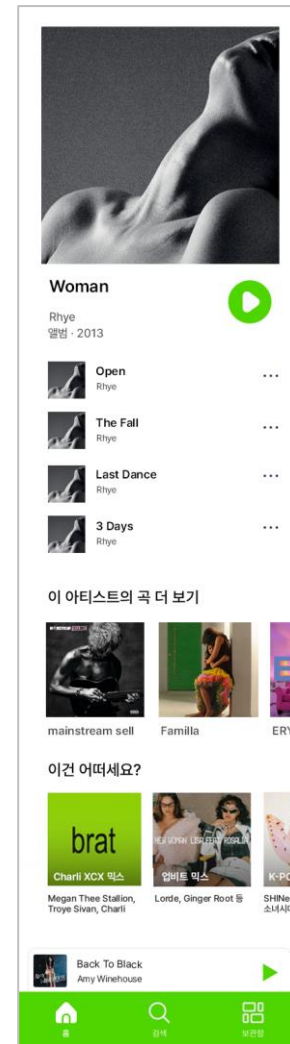 Woman
Rhye
앨범 · 2013
Open
Rhye
The Fall
Rhye
Last Dance
Rhye
3 Days
Rhye
이 아티스트의 곡 더 보기
mainstream sell
Familla
ERY
이건 어떠세요?
brat
Charli XCX 믹스
업비트 믹스
K-PO
Megan Thee Stallion,
Troye Sivan, Charli
Lorde, Ginger Root 등
SHINe
소녀시대
Back To Black
Amy Winehouse
홈
검색
보관함